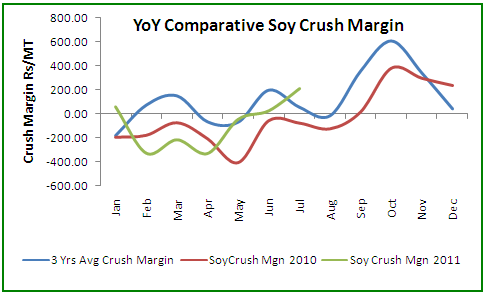 YoY Comparative Soy Crush Margin
Crush Margin Rs/MT
800.00
600.00
400.00
200.00
0.00
-200.00
-400.00
-600.00
Jan
Feb
Mar
Apr
May
Jun
Jul
Aug
Sep
Oct
Nov
Dec
3 Yrs Avg Crush Margin
SoyCrush Mgn 2010
Soy Crush Mgn 2011